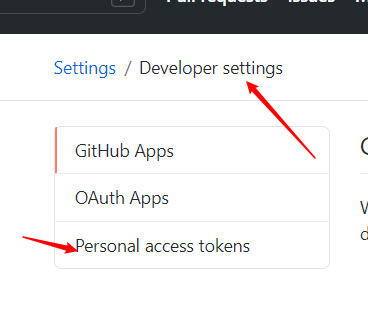 Pull requests Issues
Settings / Developer settings
GitHub Apps
OAuth Apps
Personal access tokens